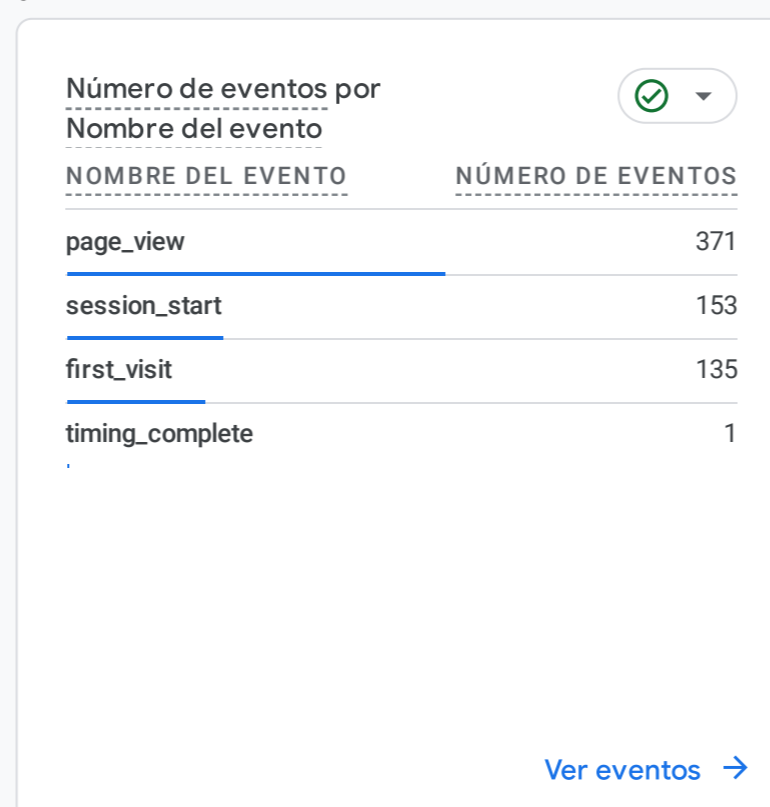 Número de eventos por
Nombre del evento
NOMBRE DEL EVENTO NÚMERO DE EVENTOS
page_view 371
session_start 153
first_visit 135
timing_complete 1
Ver eventos